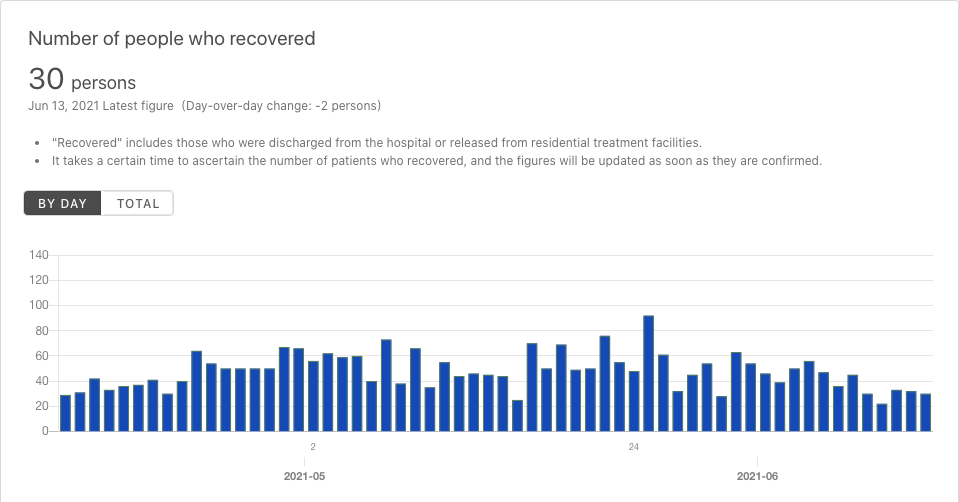 Number of people who recovered
30 persons
Jun 13, 2021 Latest figure (Day-over-day change: -2 persons)
• "Recovered" includes those who were discharged from the hospital or released from residential treatment facilities.
• It takes a certain time to ascertain the number of patients who recovered, and the figures will be updated as soon as they are confirmed.
BY DAY TOTAL
140
120
100
80
60
40
20
0
2 24
2021-05 2021-06